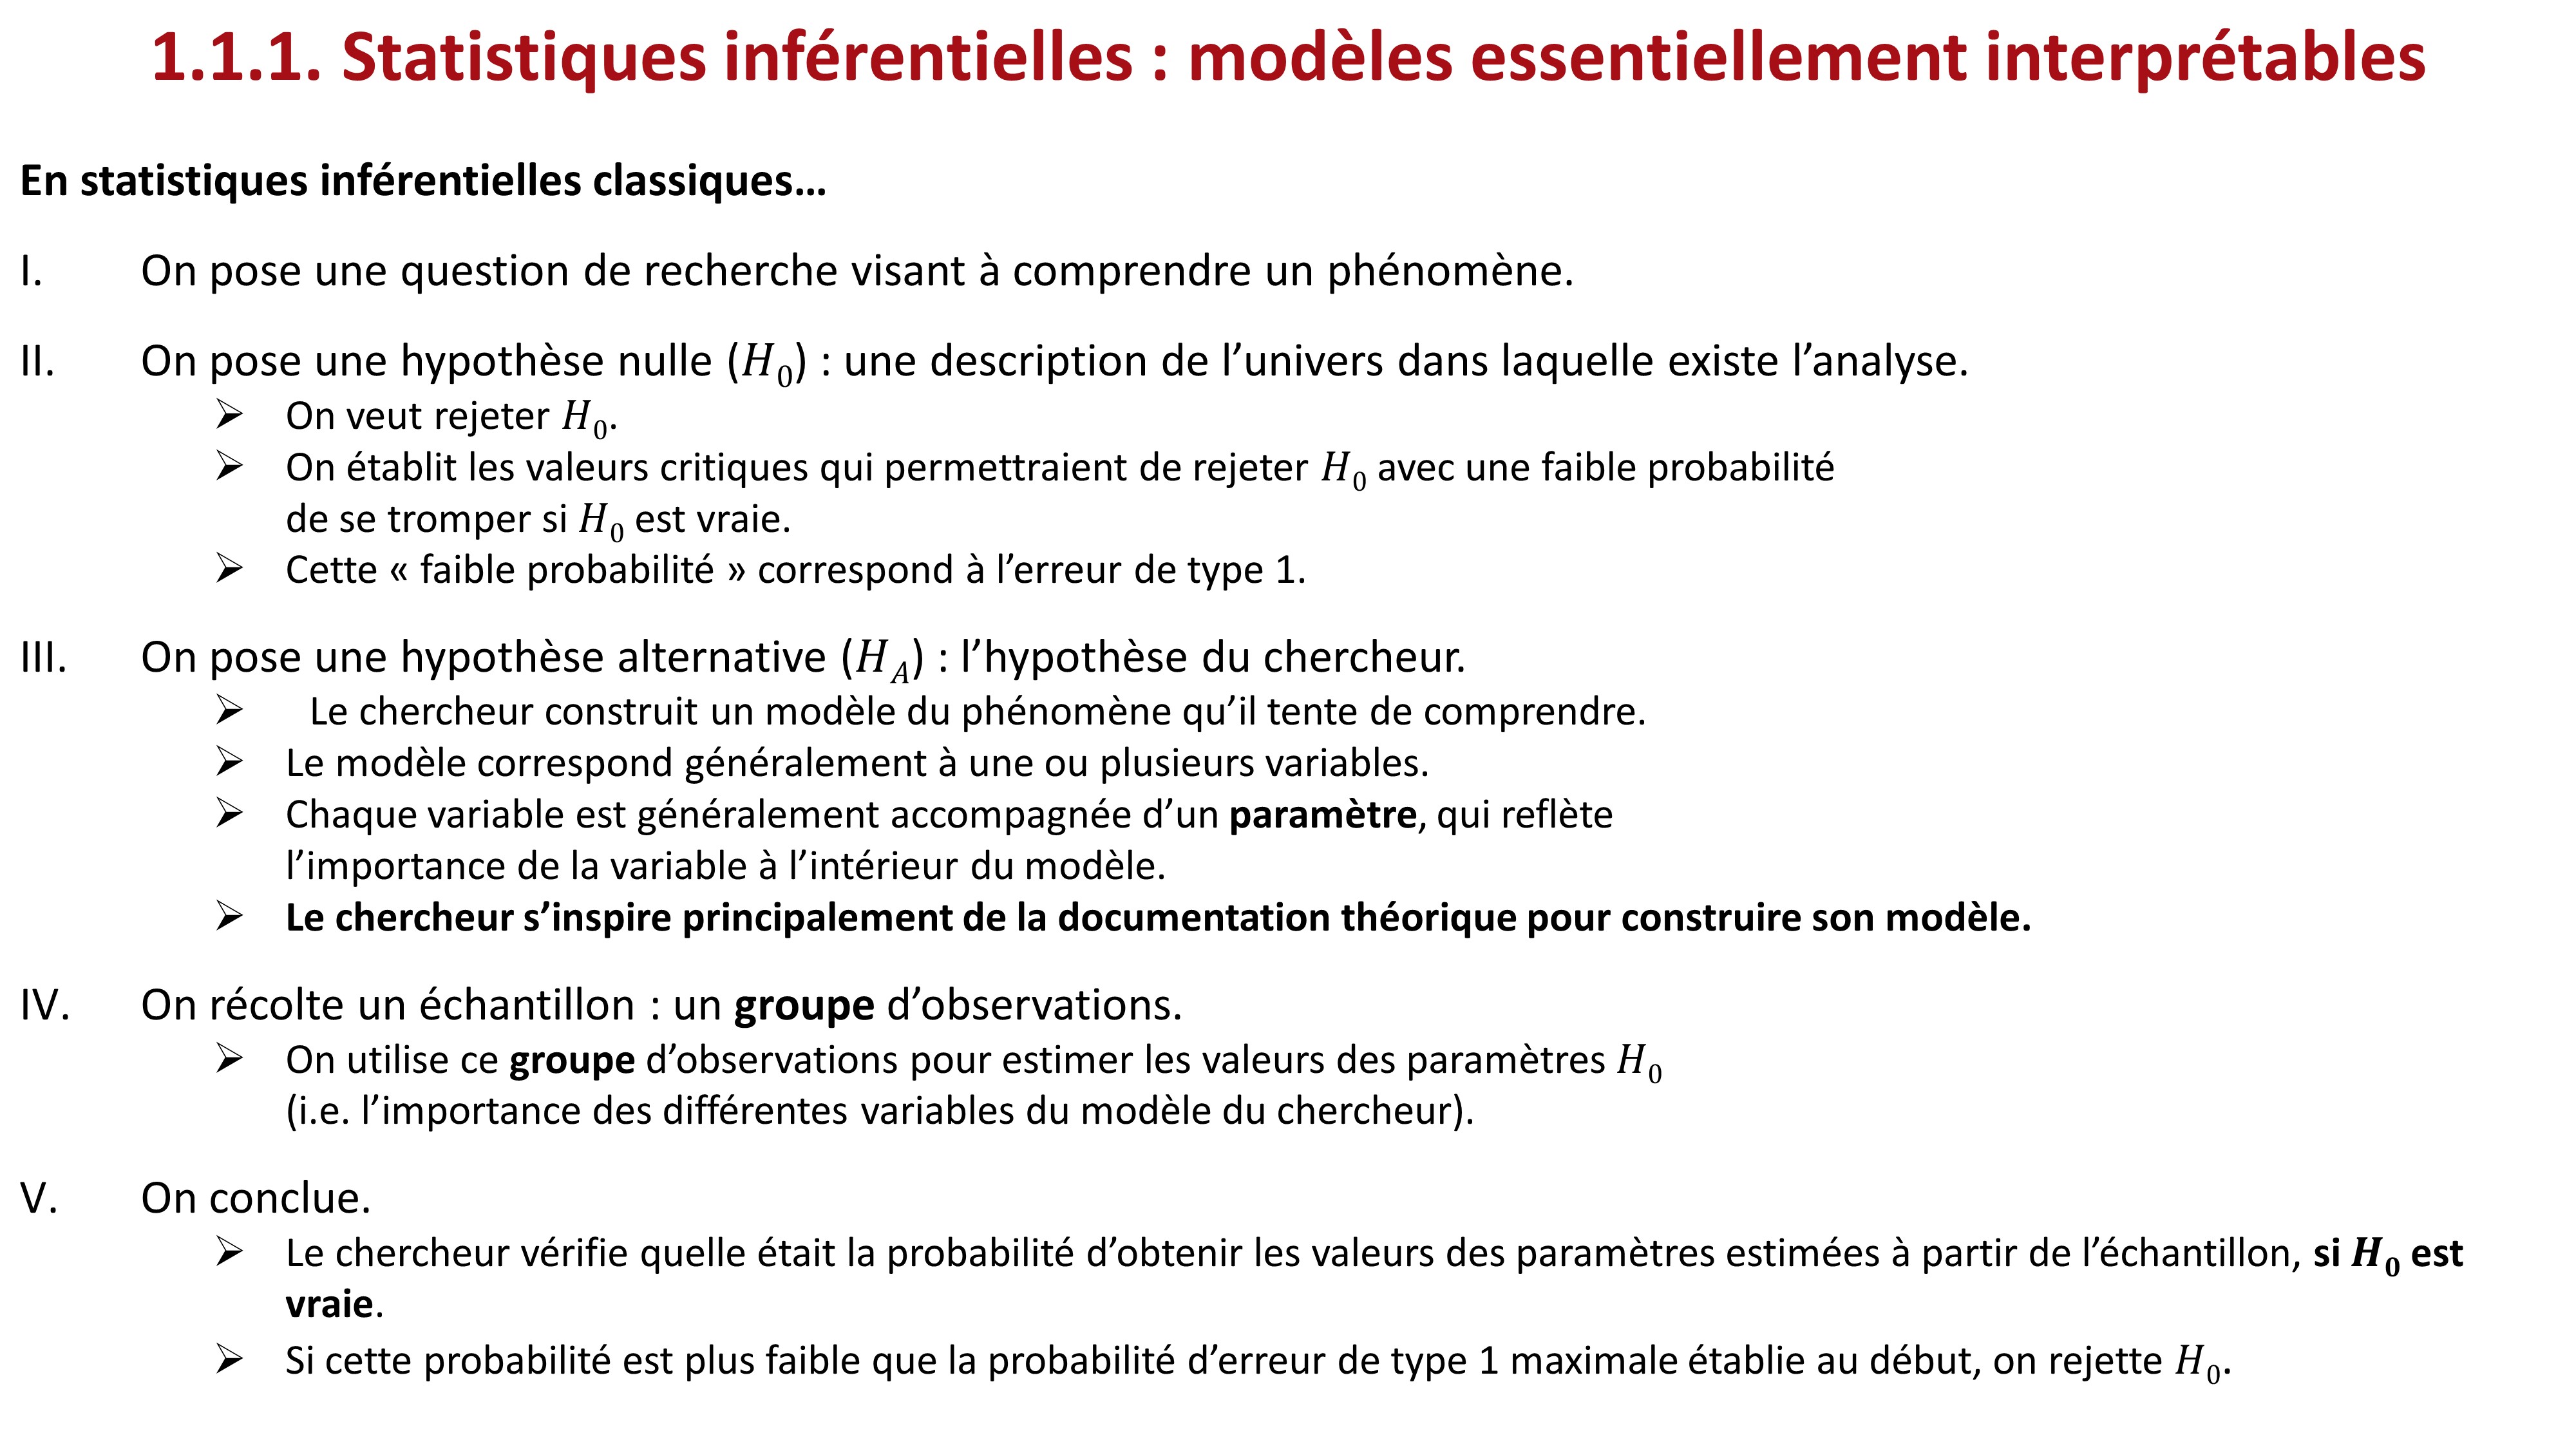 1.1.1. Statistiques inférentielles : modèles essentiellement interprétables
En statistiques inférentielles classiques…
I. On pose une question de recherche visant à comprendre un phénomène.
II. On pose une hypothèse nulle (H₀) : une description de l’univers dans laquelle existe l’analyse.
➢ On veut rejeter H₀.
➢ On établit les valeurs critiques qui permettraient de rejeter H₀ avec une faible probabilité
de se tromper si H₀ est vraie.
➢ Cette « faible probabilité » correspond à l’erreur de type 1.
III. On pose une hypothèse alternative (H_A) : l’hypothèse du chercheur.
➢ Le chercheur construit un modèle du phénomène qu’il tente de comprendre.
➢ Le modèle correspond généralement à une ou plusieurs variables.
➢ Chaque variable est généralement accompagnée d’un paramètre, qui reflète
l’importance de la variable à l’intérieur du modèle.
➢ Le chercheur s’inspire principalement de la documentation théorique pour construire son modèle.
IV. On récolte un échantillon : un groupe d’observations.
➢ On utilise ce groupe d’observations pour estimer les valeurs des paramètres H₀
(i.e. l’importance des différentes variables du modèle du chercheur).
V. On conclue.
➢ Le chercheur vérifie quelle était la probabilité d’obtenir les valeurs des paramètres estimées à partir de l’échantillon, si H₀ est
vraie.
➢ Si cette probabilité est plus faible que la probabilité d’erreur de type 1 maximale établie au début, on rejette H₀.